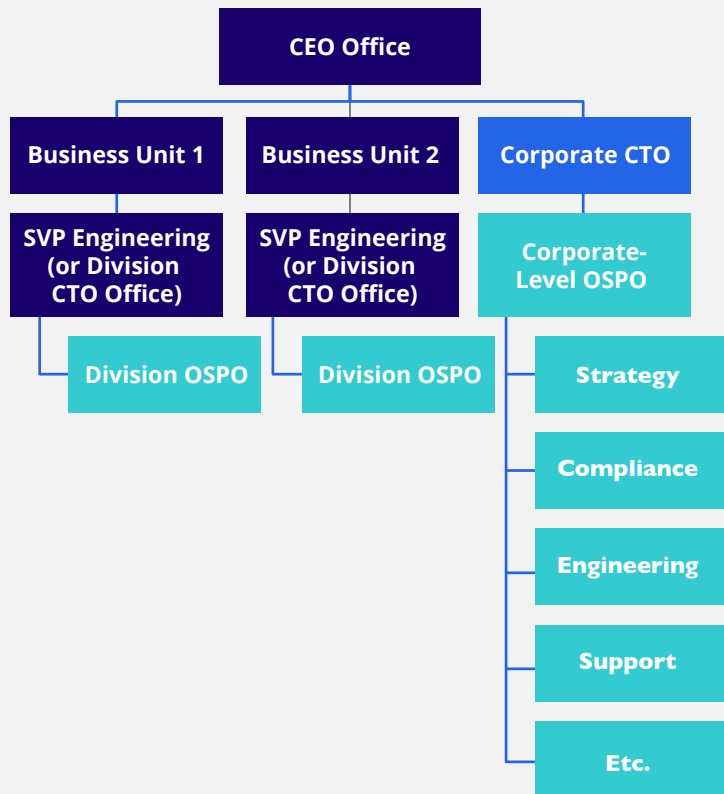 CEO Office
Business Unit 1
Business Unit 2
Corporate CTO
SVP Engineering
(or Division
CTO Office)
SVP Engineering
(or Division
CTO Office)
Corporate-
Level OSPO
Division OSPO
Division OSPO
Strategy
Compliance
Engineering
Support
Etc.